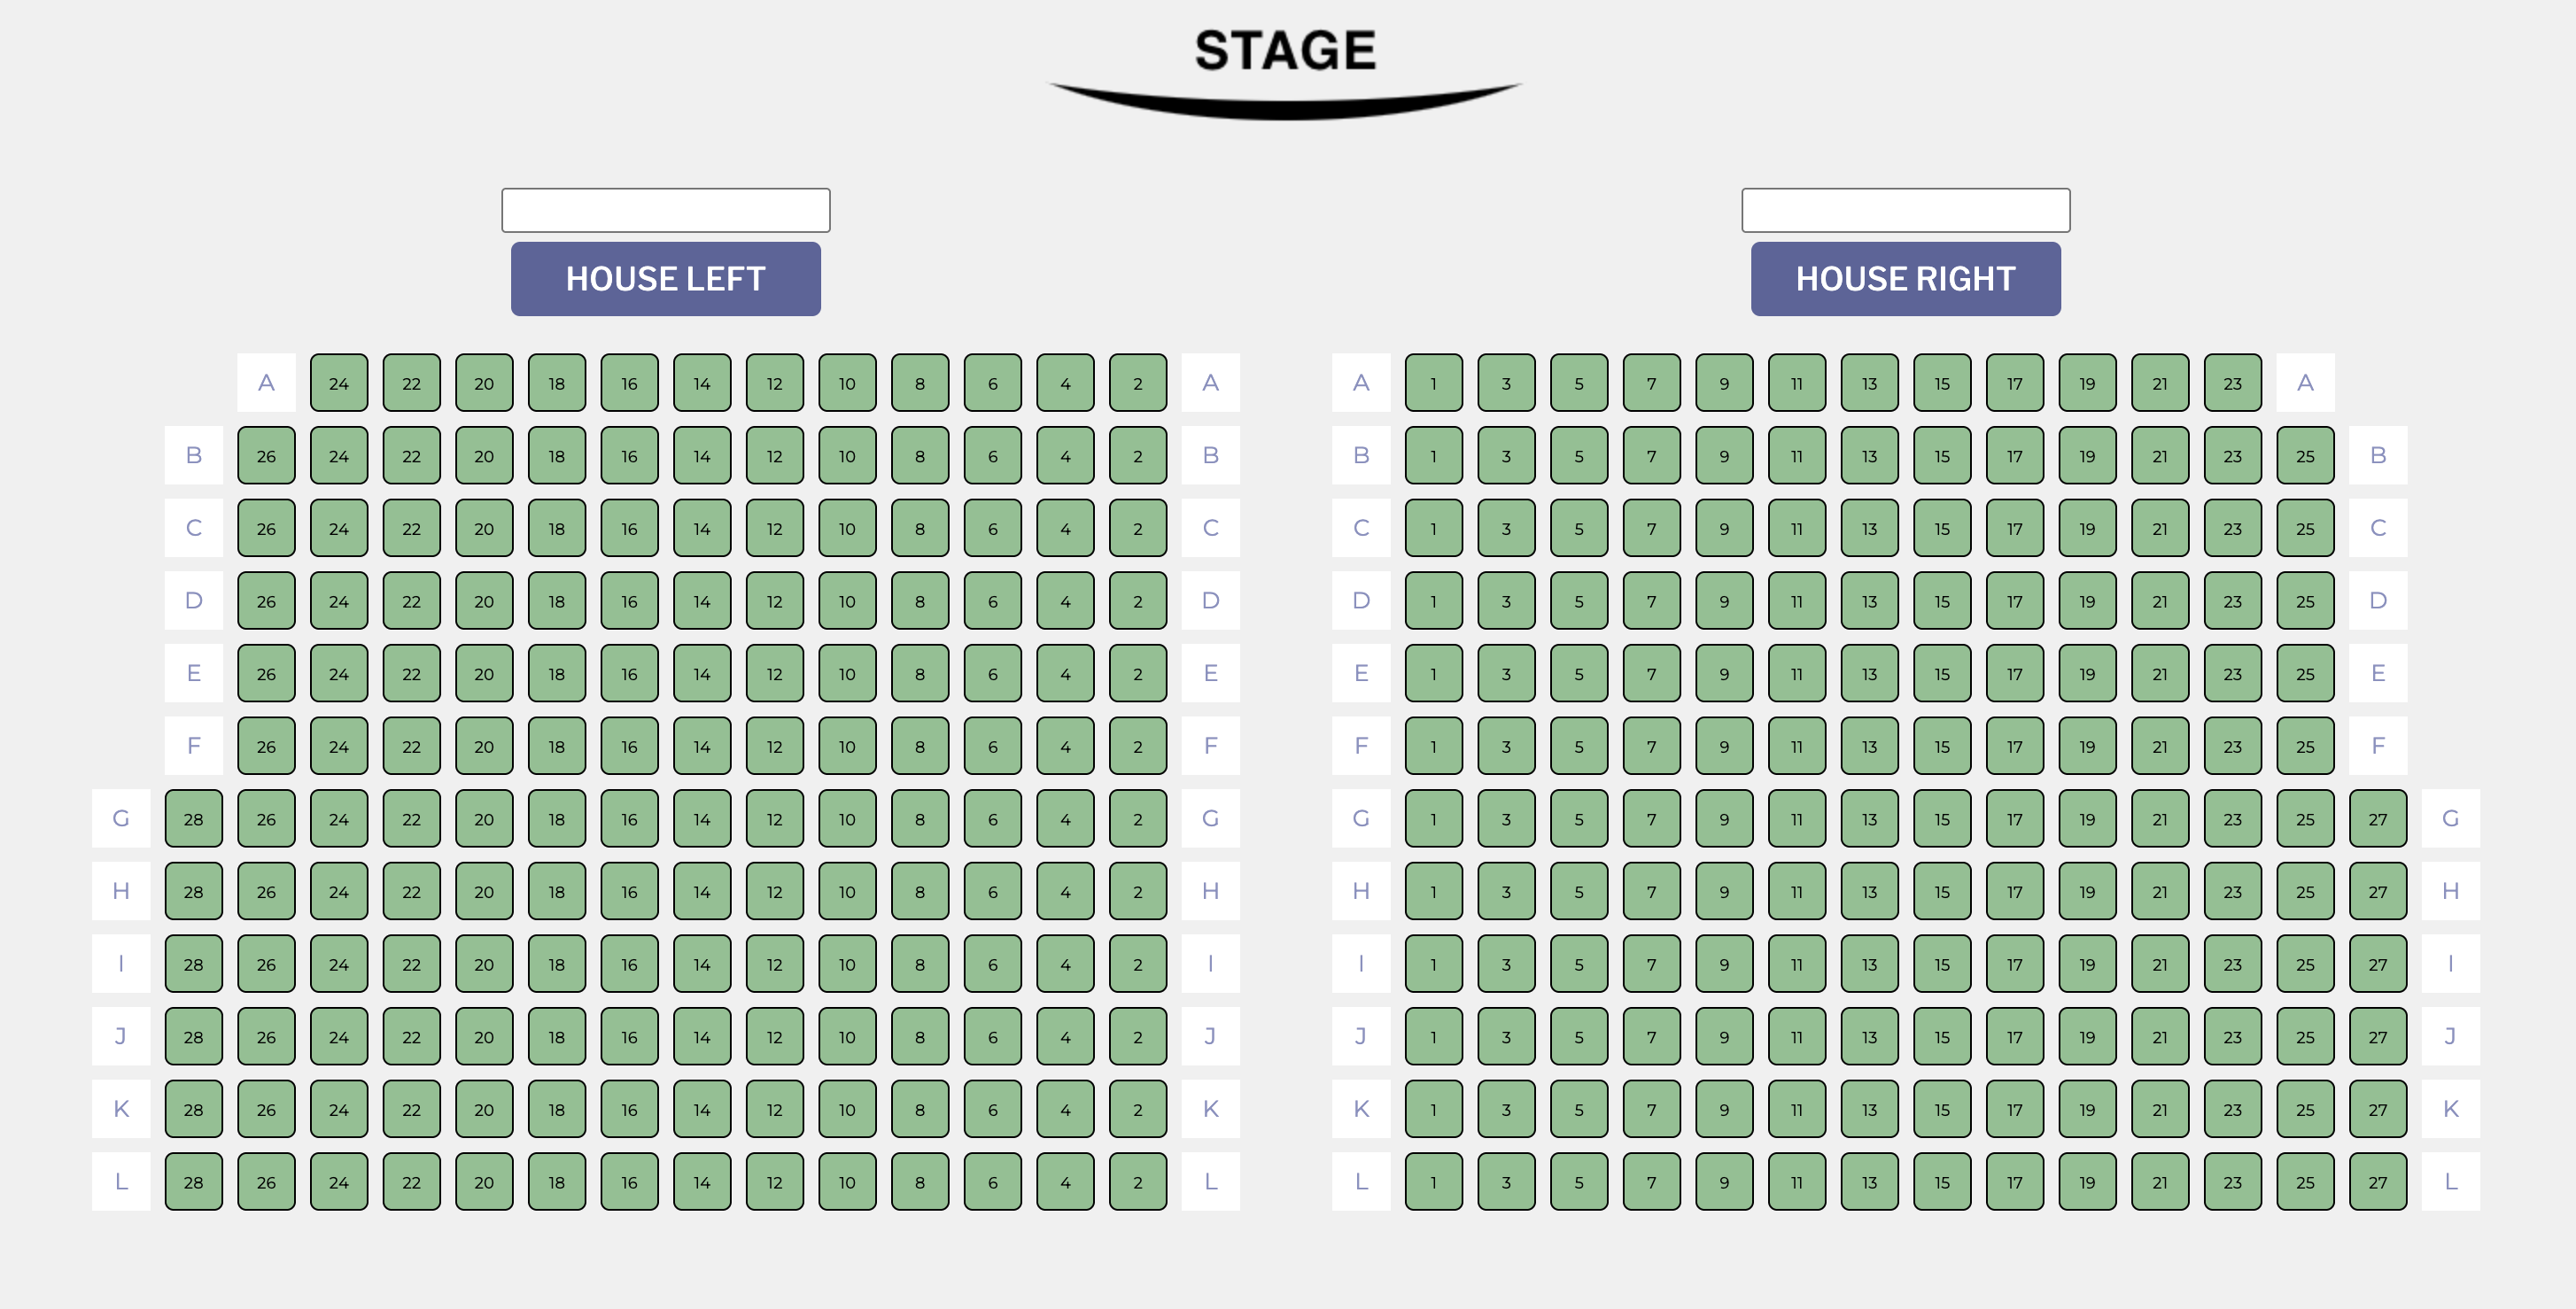 STAGE
HOUSE LEFT HOUSE RIGHT
A 24 22 20 18 16 14 12 10 8 6 4 2 A A 1 3 5 7 9 11 13 15 17 19 21 23 A
B 26 24 22 20 18 16 14 12 10 8 6 4 2 B B 1 3 5 7 9 11 13 15 17 19 21 23 25 B
C 26 24 22 20 18 16 14 12 10 8 6 4 2 C C 1 3 5 7 9 11 13 15 17 19 21 23 25 C
D 26 24 22 20 18 16 14 12 10 8 6 4 2 D D 1 3 5 7 9 11 13 15 17 19 21 23 25 D
E 26 24 22 20 18 16 14 12 10 8 6 4 2 E E 1 3 5 7 9 11 13 15 17 19 21 23 25 E
F 26 24 22 20 18 16 14 12 10 8 6 4 2 F F 1 3 5 7 9 11 13 15 17 19 21 23 25 F
G 28 26 24 22 20 18 16 14 12 10 8 6 4 2 G G 1 3 5 7 9 11 13 15 17 19 21 23 25 27 G
H 28 26 24 22 20 18 16 14 12 10 8 6 4 2 H H 1 3 5 7 9 11 13 15 17 19 21 23 25 27 H
I 28 26 24 22 20 18 16 14 12 10 8 6 4 2 I I 1 3 5 7 9 11 13 15 17 19 21 23 25 27 I
J 28 26 24 22 20 18 16 14 12 10 8 6 4 2 J J 1 3 5 7 9 11 13 15 17 19 21 23 25 27 J
K 28 26 24 22 20 18 16 14 12 10 8 6 4 2 K K 1 3 5 7 9 11 13 15 17 19 21 23 25 27 K
L 28 26 24 22 20 18 16 14 12 10 8 6 4 2 L L 1 3 5 7 9 11 13 15 17 19 21 23 25 27 L